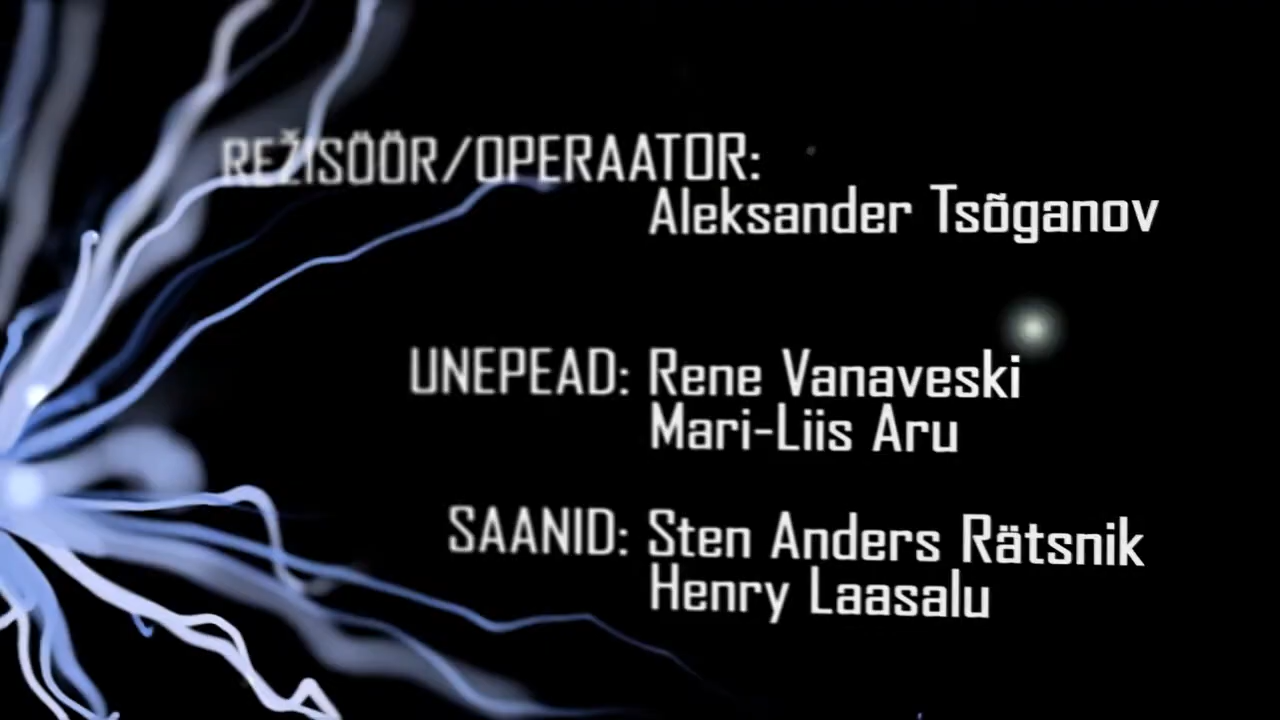 REŽISÖÖR/OPERAATOR:
Aleksander Tsõganov
UNEPEAD: Rene Vanaveski
Mari-Liis Aru
SAANID: Sten Anders Rätsnik
Henry Laasalu